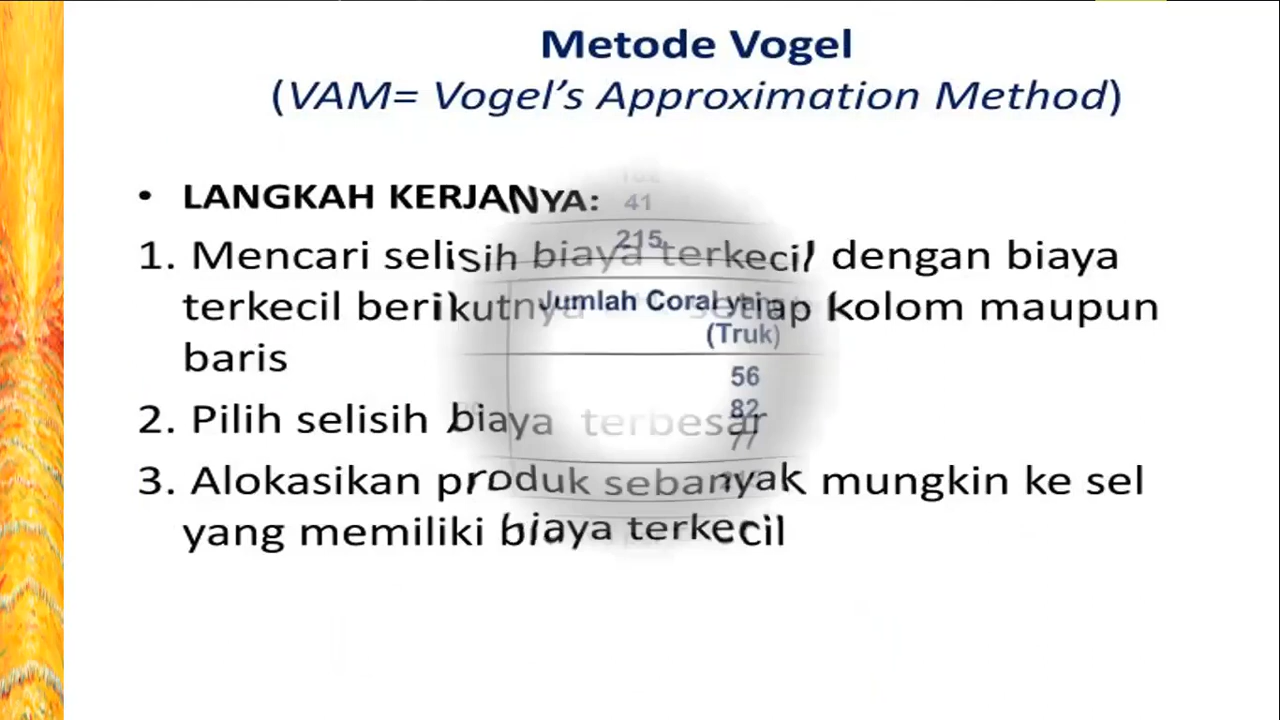 Metode Vogel
(VAM= Vogel's Approximation Method)
• LANGKAH KERJANYA:
1. Mencari selisih biaya terkecil dengan biaya
terkecil berikutnya setiap kolom maupun
baris
2. Pilih selisih biaya terbesar
3. Alokasikan produk sebanyak mungkin ke sel
yang memiliki biaya terkecil
41
215
Jumlah Coral yang
(Truk)
56
82
77